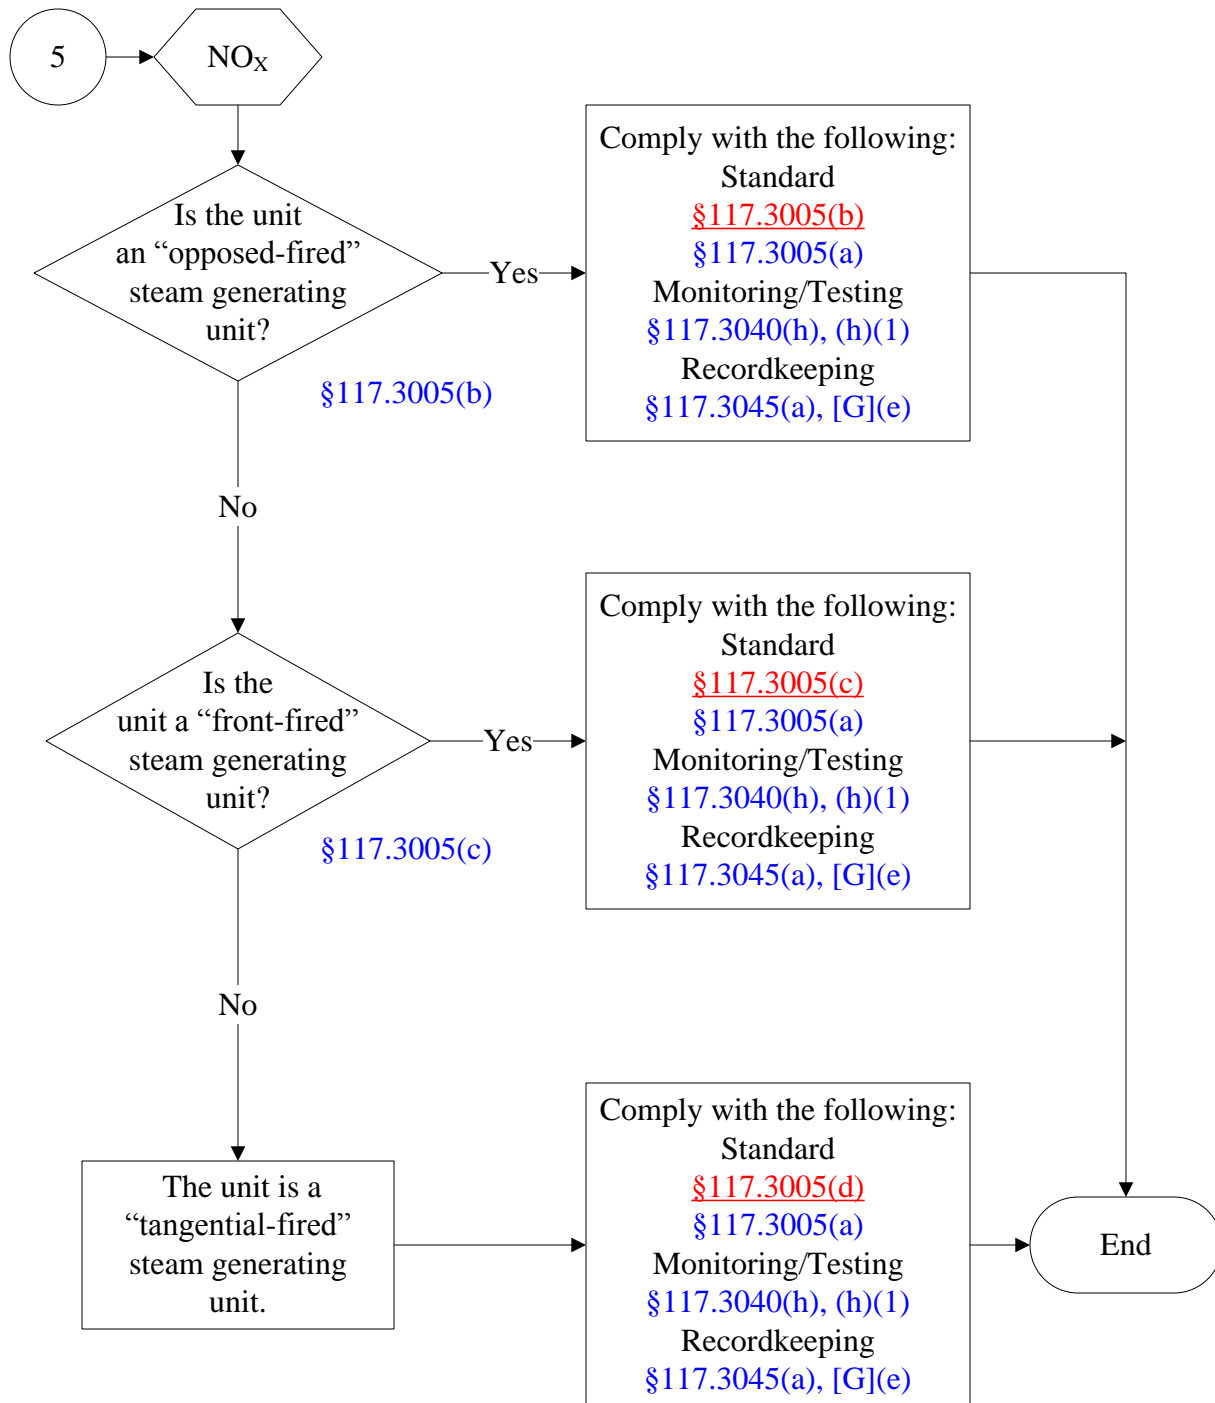 5
NOX
Is the unit
an “opposed-fired”
steam generating
unit?
Yes
§117.3005(b)
Comply with the following:
Standard
§117.3005(b)
§117.3005(a)
Monitoring/Testing
§117.3040(h), (h)(1)
Recordkeeping
§117.3045(a), [G](e)
No
Is the
unit a “front-fired”
steam generating
unit?
Yes
§117.3005(c)
Comply with the following:
Standard
§117.3005(c)
§117.3005(a)
Monitoring/Testing
§117.3040(h), (h)(1)
Recordkeeping
§117.3045(a), [G](e)
No
The unit is a
“tangential-fired”
steam generating
unit.
Comply with the following:
Standard
§117.3005(d)
§117.3005(a)
Monitoring/Testing
§117.3040(h), (h)(1)
Recordkeeping
§117.3045(a), [G](e)
End